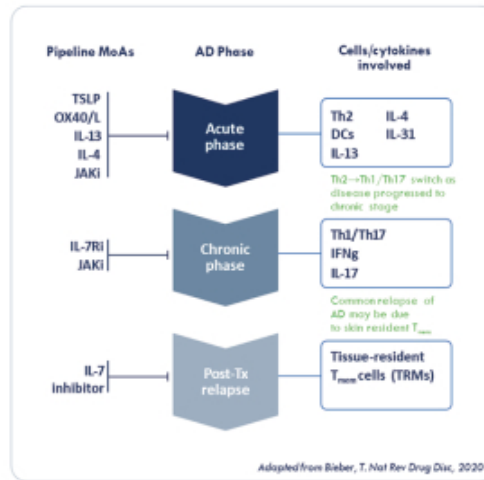 Pipeline MoAs
AD Phase
Cells/cytokines
involved
TSLP
OX40/L
IL-13
IL-4
JAKi
Acute
phase
Th2 IL-4
DCs IL-31
IL-13
Th2→Th1/Th17 switch as
disease progressed to
chronic stage
IL-7Ri
JAKi
Chronic
phase
Th1/Th17
IFNg
IL-17
Common relapse of
AD may be due
to skin resident Tmem
IL-7
inhibitor
Post-Tx
relapse
Tissue-resident
Tmem cells (TRMs)
Adapted from Bieber, T. Nat Rev Drug Disc, 2020